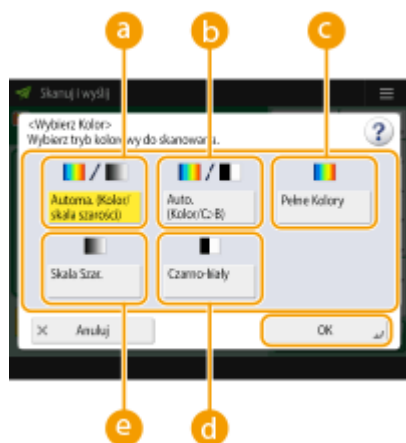 a
b
c
Skanuj i wyślij
<Wybierz Kolor>
Wybierz tryb kolorowy do skanowania.
?
Automa. (Kolor/
skala szarości)
Auto.
(Kolor/Cz-B)
Pełne Kolory
Skala Szar.
Czarno-biały
× Anuluj
OK
e
d